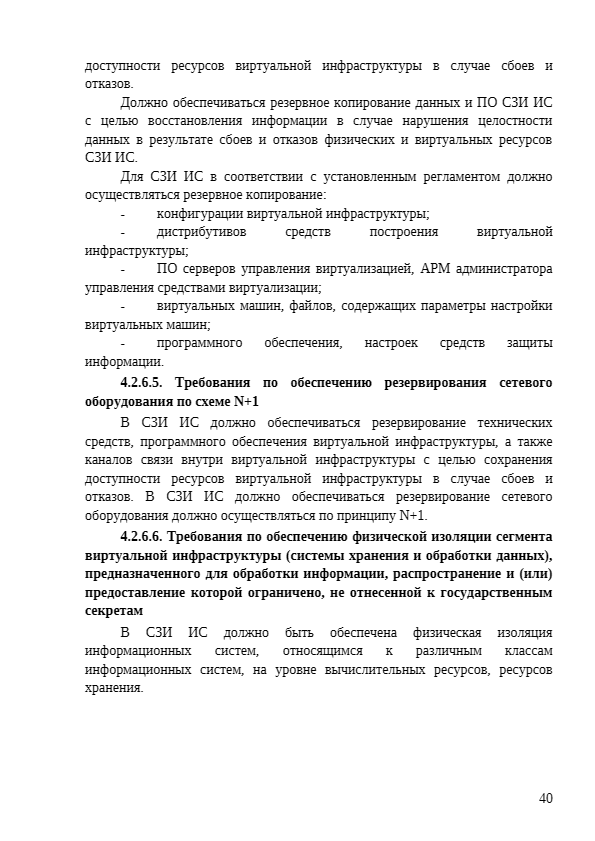 доступности ресурсов виртуальной инфраструктуры в случае сбоев и
отказов.
Должно обеспечиваться резервное копирование данных и ПО СЗИ ИС
с целью восстановления информации в случае нарушения целостности
данных в результате сбоев и отказов физических и виртуальных ресурсов
СЗИ ИС.
Для СЗИ ИС в соответствии с установленным регламентом должно
осуществляться резервное копирование:
- конфигурации виртуальной инфраструктуры;
- дистрибутивов средств построения виртуальной
инфраструктуры;
- ПО серверов управления виртуализацией, АРМ администратора
управления средствами виртуализации;
- виртуальных машин, файлов, содержащих параметры настройки
виртуальных машин;
- программного обеспечения, настроек средств защиты
информации.
4.2.6.5. Требования по обеспечению резервирования сетевого
оборудования по схеме N+1
В СЗИ ИС должно обеспечиваться резервирование технических
средств, программного обеспечения виртуальной инфраструктуры, а также
каналов связи внутри виртуальной инфраструктуры с целью сохранения
доступности ресурсов виртуальной инфраструктуры в случае сбоев и
отказов. В СЗИ ИС должно обеспечиваться резервирование сетевого
оборудования должно осуществляться по принципу N+1.
4.2.6.6. Требования по обеспечению физической изоляции сегмента
виртуальной инфраструктуры (системы хранения и обработки данных),
предназначенного для обработки информации, распространение и (или)
предоставление которой ограничено, не отнесенной к государственным
секретам
В СЗИ ИС должно быть обеспечена физическая изоляция
информационных систем, относящимся к различным классам
информационных систем, на уровне вычислительных ресурсов, ресурсов
хранения.
40